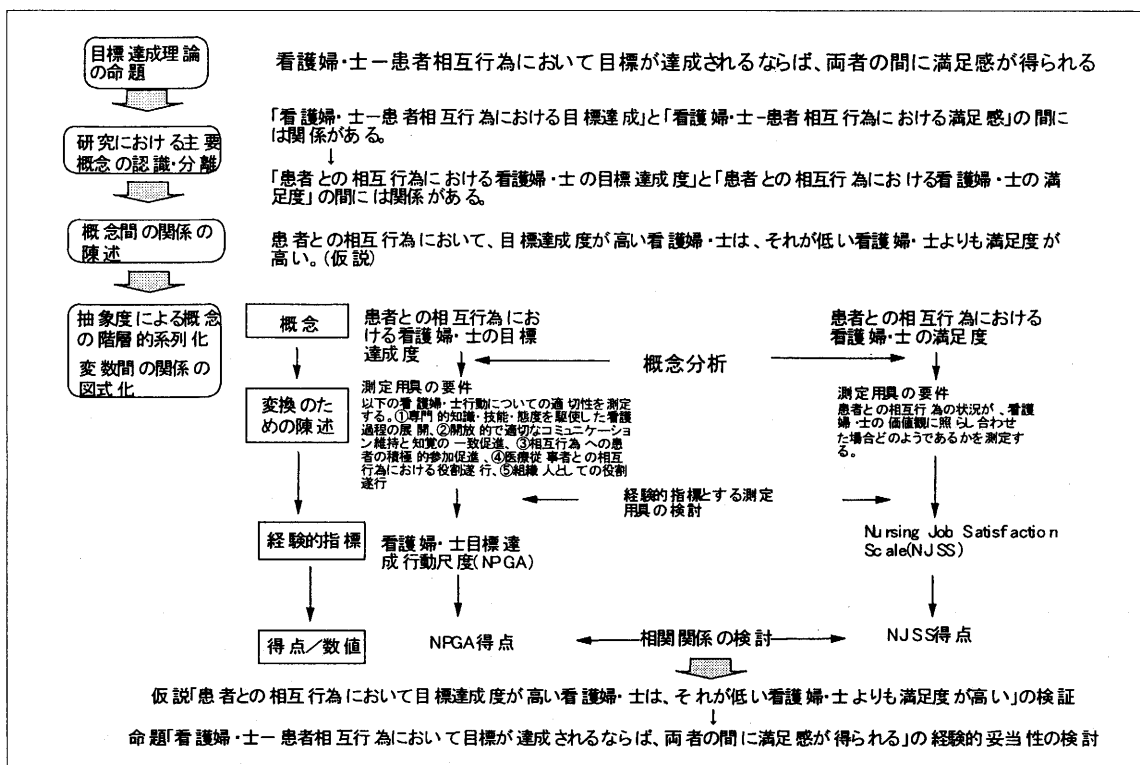 目標達成理論
の命題
看護婦・士ー患者相互行為において目標が達成されるならば、両者の間に満足感が得られる
研究における主要
概念の認識・分離
「看護婦・士ー患者相互行為における目標達成」と「看護婦・士-患者相互行為における満足感」の間に
は関係がある。
↓
「患者との相互行為における看護婦・士の目標達成度」と「患者との相互行為における看護婦・士の満
足度」の間には関係がある。
概念間の関係の
陳述
患者との相互行為において、目標達成度が高い看護婦・士は、それが低い看護婦・士よりも満足度が
高い。(仮説)
抽象度による概念
の階層的系列化
変数間の関係の
図式化
概念
患者との相互行為にお
ける看護婦・士の目標
達成度
概念分析
患者との相互行為における
看護婦・士の満足度
変換のた
めの陳述
測定用具の要件
以下の看護婦・士行動についての適切性を測定
する。①専門的知識・技能・態度を駆使した看護
過程の展開、②開放的で適切なコミュニケーショ
ン維持と知覚の一致促進、③相互行為への患
者の積極的参加促進、④医療従事者との相互
行為における役割遂行、⑤組織人としての役割
遂行
測定用具の要件
患者との相互行為の状況が、看護
婦・士の価値観に照らし合わせ
た場合どのようであるかを測定す
る。
経験的指標とする測定
用具の検討
経験的指標
看護婦・士目標達
成行動尺度(NPGA)
Nursing Job Satisfaction
Scale(NJSS)
得点／数値
NPGA得点
相関関係の検討
NJSS得点
仮説「患者との相互行為において目標達成度が高い看護婦・士は、それが低い看護婦・士よりも満足度が高い」の検証
↓
命題「看護婦・士ー患者相互行為において目標が達成されるならば、両者の間に満足感が得られる」の経験的妥当性の検討